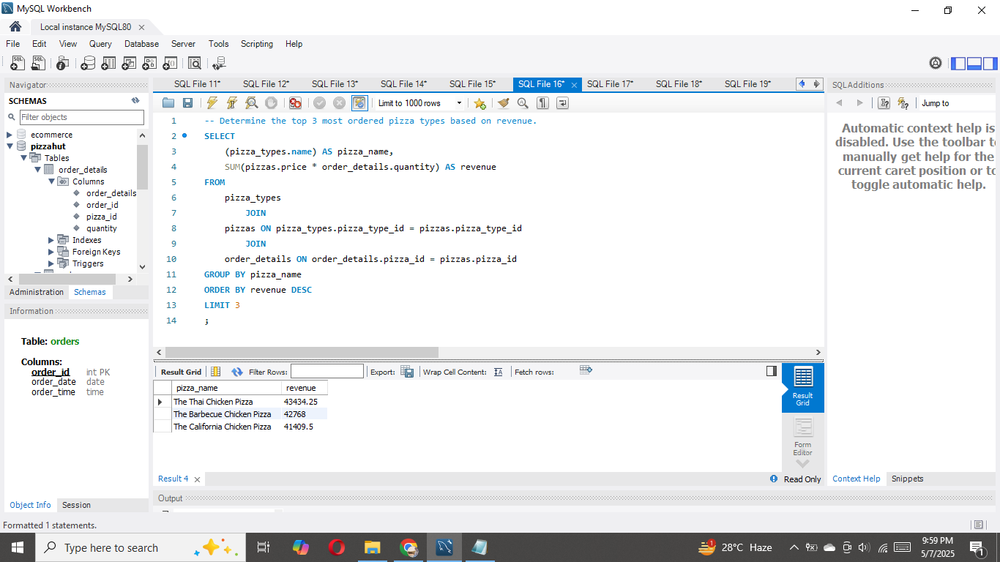 MySQL Workbench
Local instance MySQL80
File Edit View Query Database Server Tools Scripting Help
Navigator
SCHEMAS
Filter objects
ecommerce
pizzahut
Tables
order_details
Columns
order_details
order_id
pizza_id
quantity
Indexes
Foreign Keys
Triggers
Administration Schemas
Information
Table: orders
Columns:
order_id int PK
order_date date
order_time time
Object Info Session
SQL File 11* SQL File 12* SQL File 13* SQL File 14* SQL File 15* SQL File 16* SQL File 17* SQL File 18* SQL File 19*
Limit to 1000 rows
1 -- Determine the top 3 most ordered pizza types based on revenue.
2 SELECT
3 (pizza_types.name) AS pizza_name,
4 SUM(pizzas.price * order_details.quantity) AS revenue
5 FROM
6 pizza_types
7 JOIN
8 pizzas ON pizza_types.pizza_type_id = pizzas.pizza_type_id
9 JOIN
10 order_details ON order_details.pizza_id = pizzas.pizza_id
11 GROUP BY pizza_name
12 ORDER BY revenue DESC
13 LIMIT 3
14 ;
Result Grid Filter Rows: Export: Wrap Cell Content: Fetch rows:
pizza_name revenue
The Thai Chicken Pizza 43434.25
The Barbecue Chicken Pizza 42768
The California Chicken Pizza 41409.5
Result
Grid
Form
Editor
Result 4
Read Only
Output
SQLAdditions
Jump to
Automatic context help is
disabled. Use the toolbar to
manually get help for the
current caret position or to
toggle automatic help.
Context Help Snippets
Formatted 1 statements.
Type here to search
1
28°C Haze
9:59 PM
5/7/2025
1